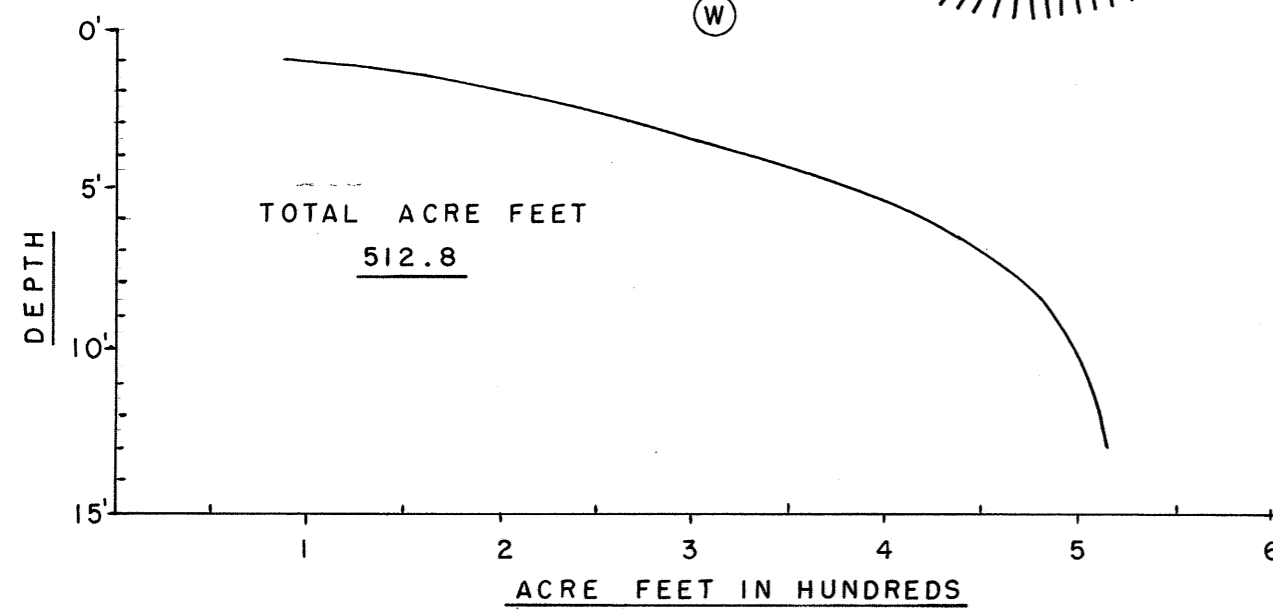 W
0'
5'
TOTAL ACRE FEET
512.8
DEPTH
10'
15'
1 2 3 4 5 6
ACRE FEET IN HUNDREDS